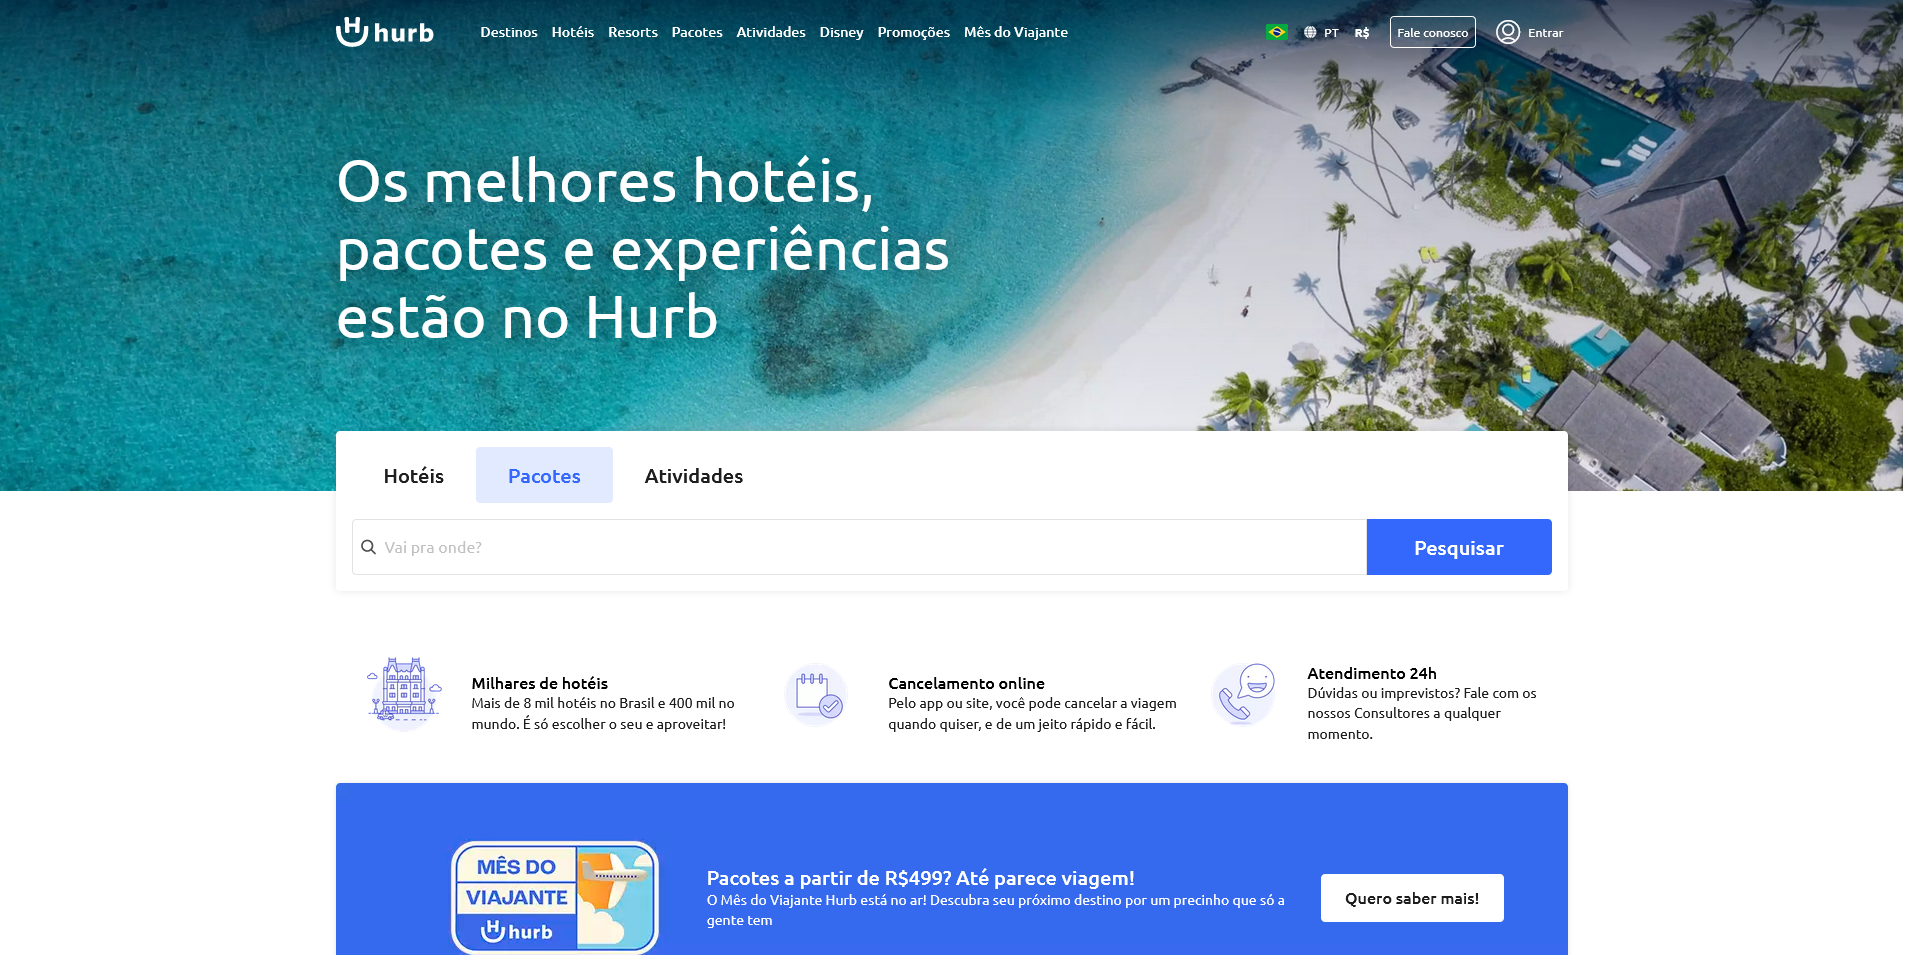 hurb
Destinos Hotéis Resorts Pacotes Atividades Disney Promoções Mês do Viajante
PT R$ Fale conosco Entrar
Os melhores hotéis,
pacotes e experiências
estão no Hurb
Hotéis Pacotes Atividades
Vai pra onde?
Pesquisar
Milhares de hotéis
Mais de 8 mil hotéis no Brasil e 400 mil no
mundo. É só escolher o seu e aproveitar!
Cancelamento online
Pelo app ou site, você pode cancelar a viagem
quando quiser, e de um jeito rápido e fácil.
Atendimento 24h
Dúvidas ou imprevistos? Fale com os
nossos Consultores a qualquer
momento.
MÊS DO
VIAJANTE
hurb
Pacotes a partir de R$499? Até parece viagem!
O Mês do Viajante Hurb está no ar! Descubra seu próximo destino por um precinho que só a
gente tem
Quero saber mais!